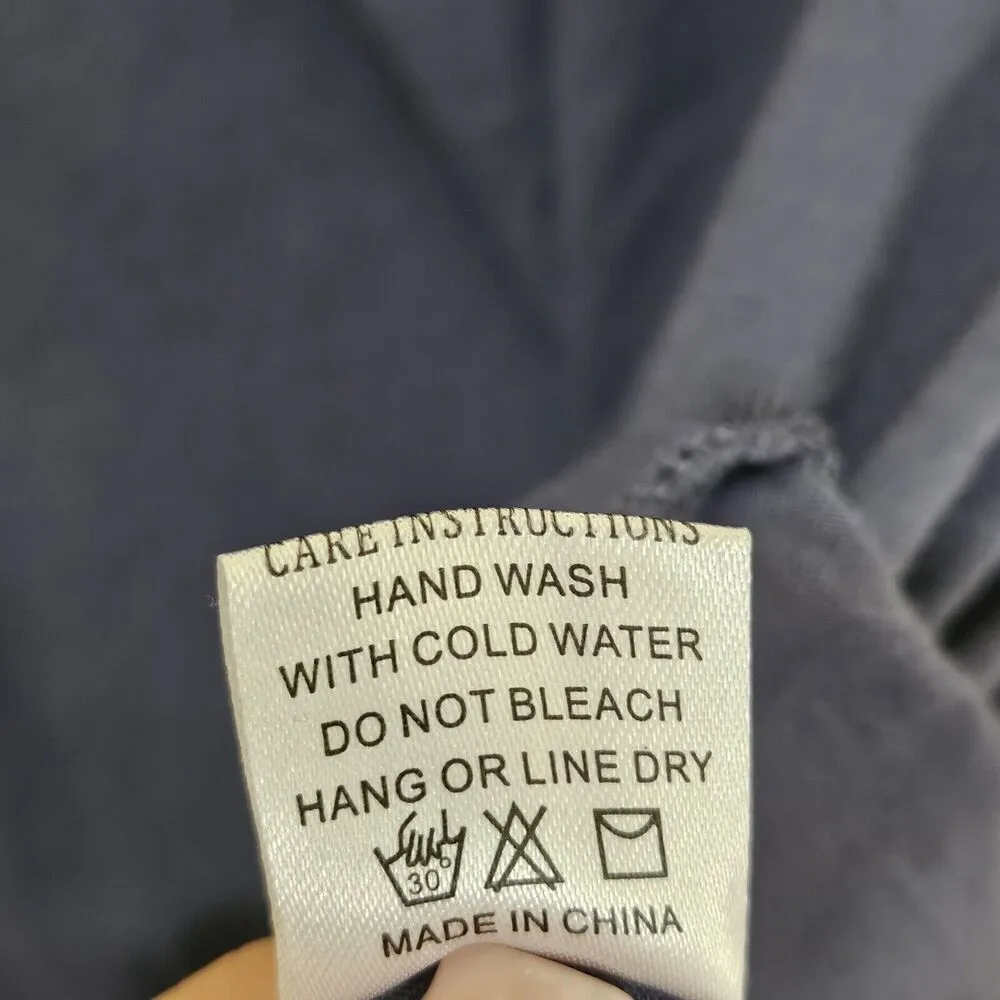 CARE INSTRUCTIONS
HAND WASH
WITH COLD WATER
DO NOT BLEACH
HANG OR LINE DRY
30°
MADE IN CHINA